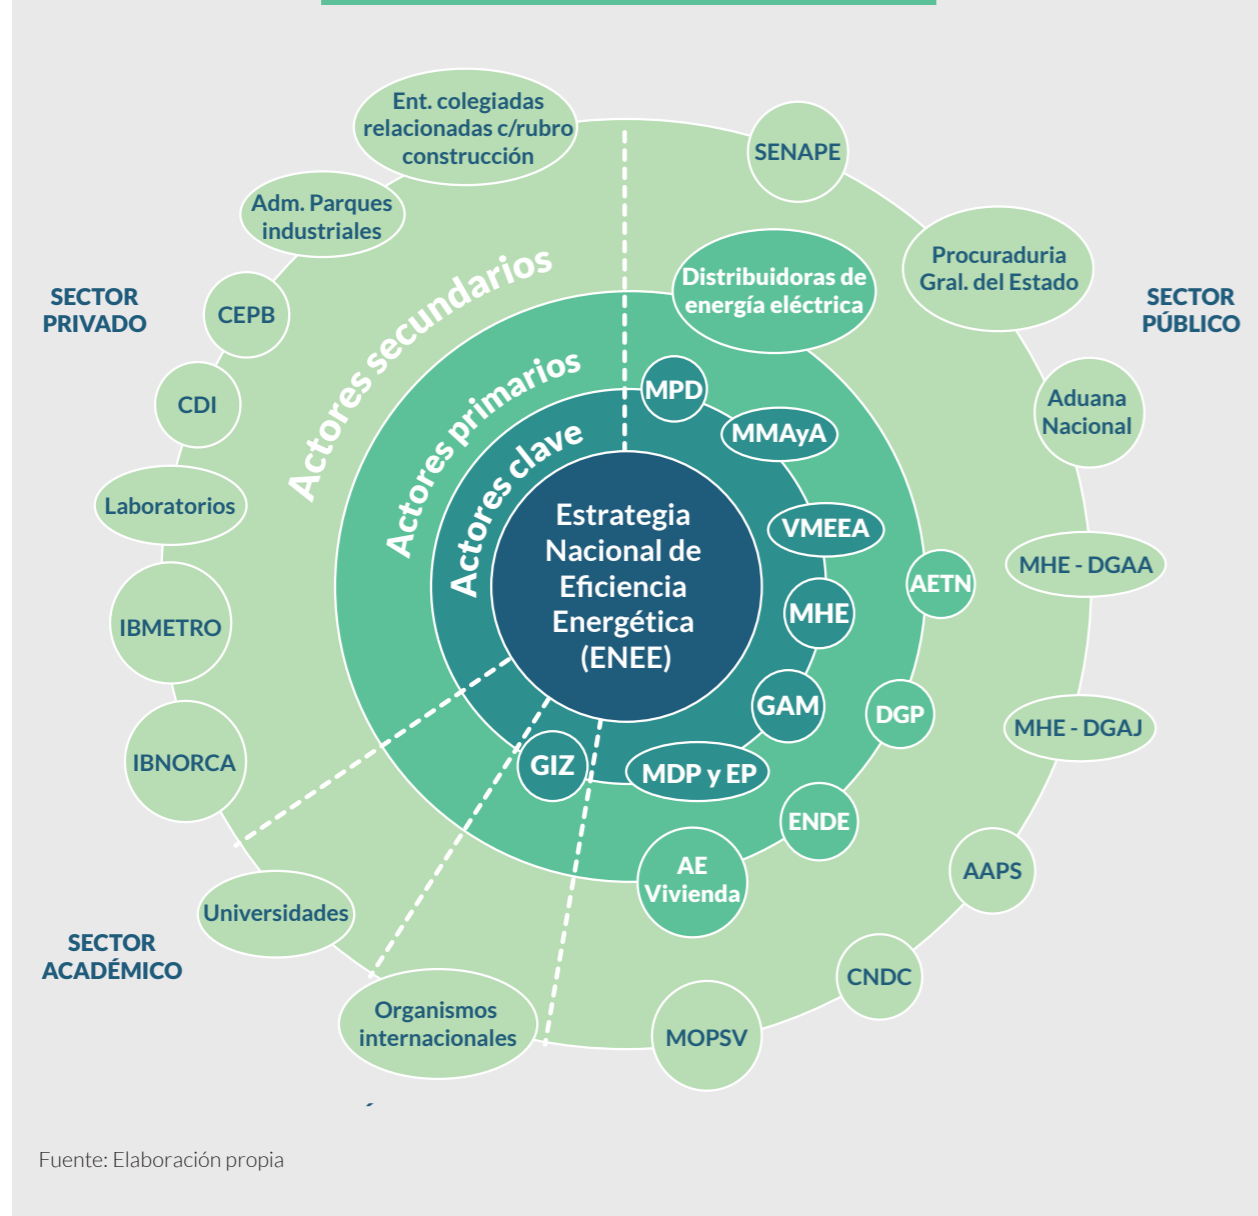 Ent. colegiadas
relacionadas c/rubro
construcción
SENAPE
Adm. Parques
industriales
Procuraduria
Gral. del Estado
SECTOR
PRIVADO
SECTOR
PÚBLICO
CEPB
Distribuidoras de
energía eléctrica
Actores secundarios
Actores primarios
Actores clave
MPD
MMAyA
CDI
Aduana
Nacional
Laboratorios
Estrategia
Nacional de
Eficiencia
Energética
(ENEE)
VMEEA
MHE
AETN
MHE - DGAA
IBMETRO
GAM
DGP
MHE - DGAJ
IBNORCA
GIZ
MDP y EP
ENDE
AE
Vivienda
AAPS
Universidades
SECTOR
ACADÉMICO
CNDC
Organismos
internacionales
MOPSV
Fuente: Elaboración propia